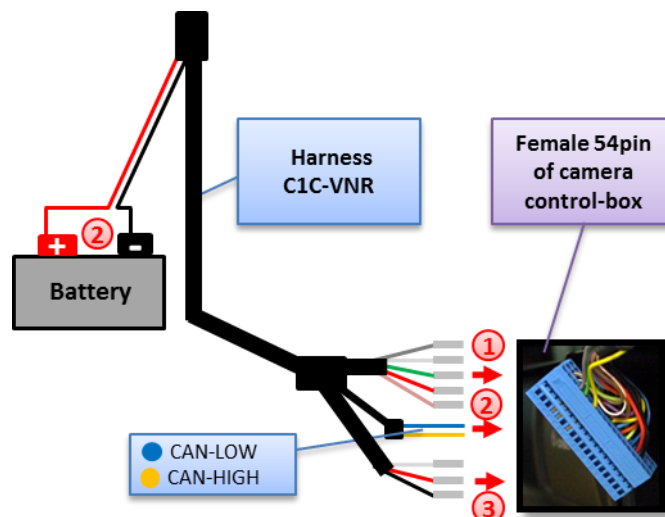 Harness
C1C-VNR
Female 54pin
of camera
control-box
+
2
-
Battery
1
2
CAN-LOW
CAN-HIGH
3